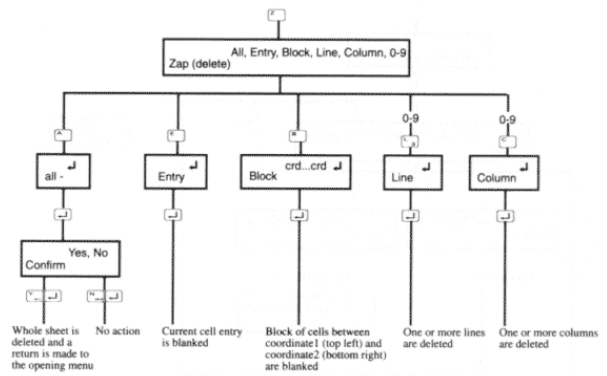 Z
All, Entry, Block, Line, Column, 0-9
Zap (delete)
0-9
0-9
A
E
B
L
C
all -
Entry
crd...crd
Block
Line
Column
Yes, No
Confirm
Y
N
Whole sheet is
deleted and a
return is made to
the opening menu
No action
Current cell entry
is blanked
Block of cells between
coordinate1 (top left) and
coordinate2 (bottom right)
are blanked
One or more lines
are deleted
One or more columns
are deleted